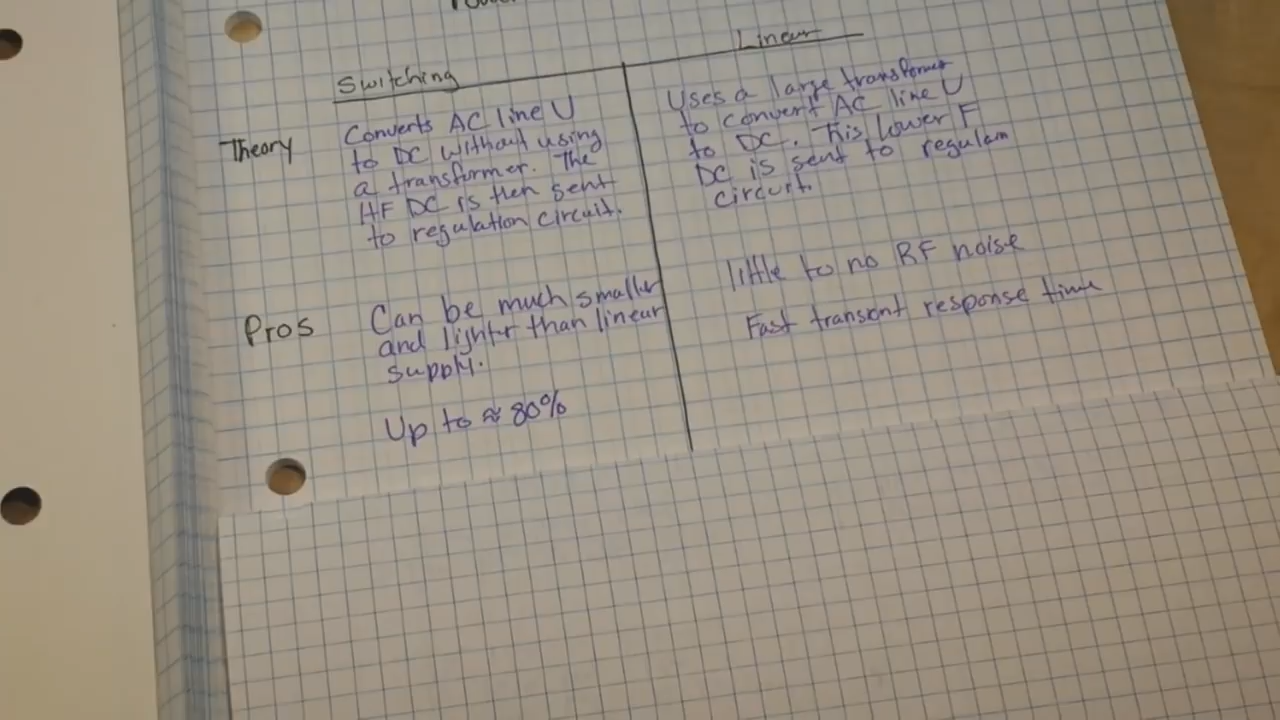 Switching
Linear
Theory
Converts AC line U
to DC without using
a transformer. The
HF DC is then sent
to regulation circuit.
Uses a large transformer
to convert AC line U
to DC. This lower F
DC is sent to regulam
circuit.
Pros
Can be much smaller
and lighter than linear
supply.
Up to ≈ 80%
little to no RF noise
Fast transent response time